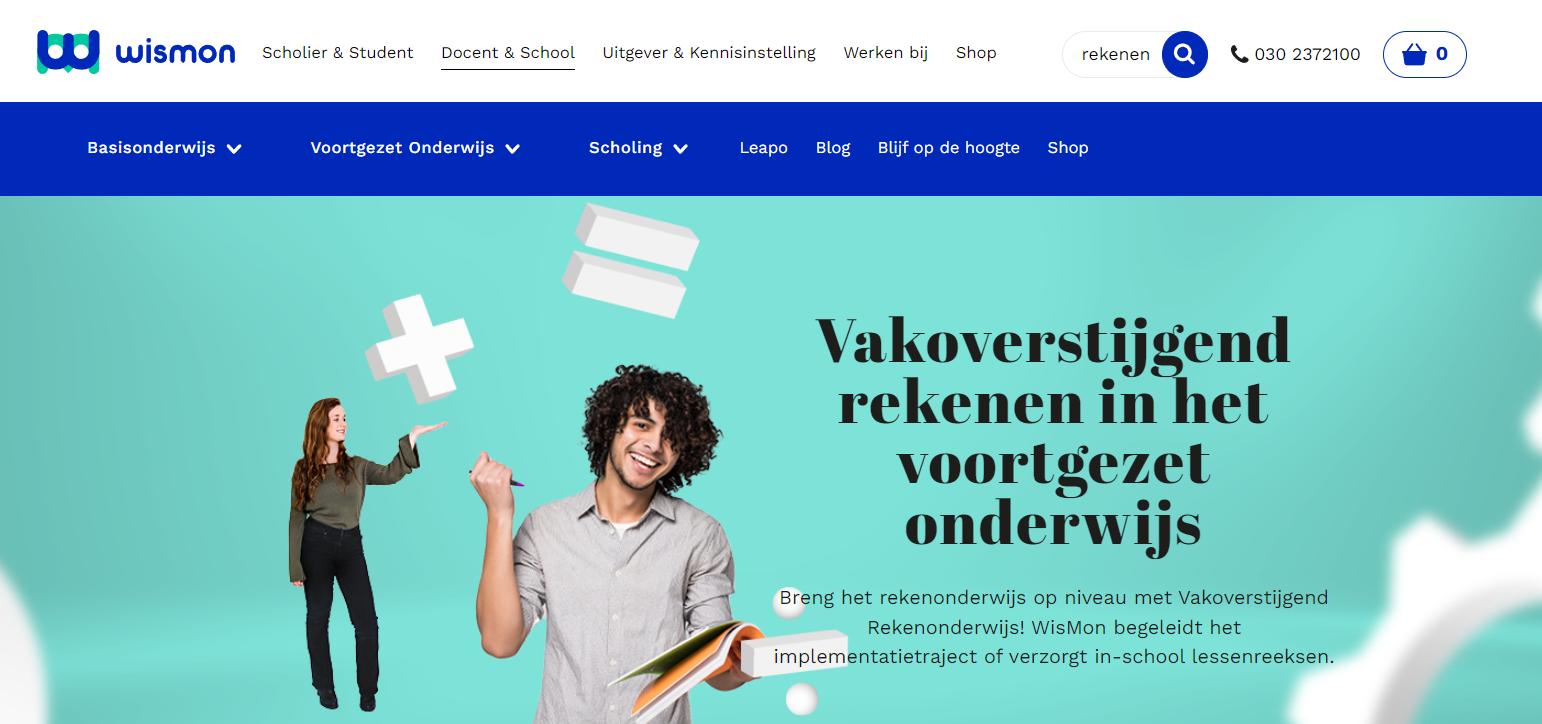 wismon
Scholier & Student
Docent & School
Uitgever & Kennisinstelling
Werken bij
Shop
rekenen
030 2372100
0
Basisonderwijs
Voortgezet Onderwijs
Scholing
Leapo
Blog
Blijf op de hoogte
Shop
Vakoverstijgend
rekenen in het
voortgezet
onderwijs
Breng het rekenonderwijs op niveau met Vakoverstijgend
Rekenonderwijs! WisMon begeleidt het
implementatietraject of verzorgt in-school lessenreeksen.